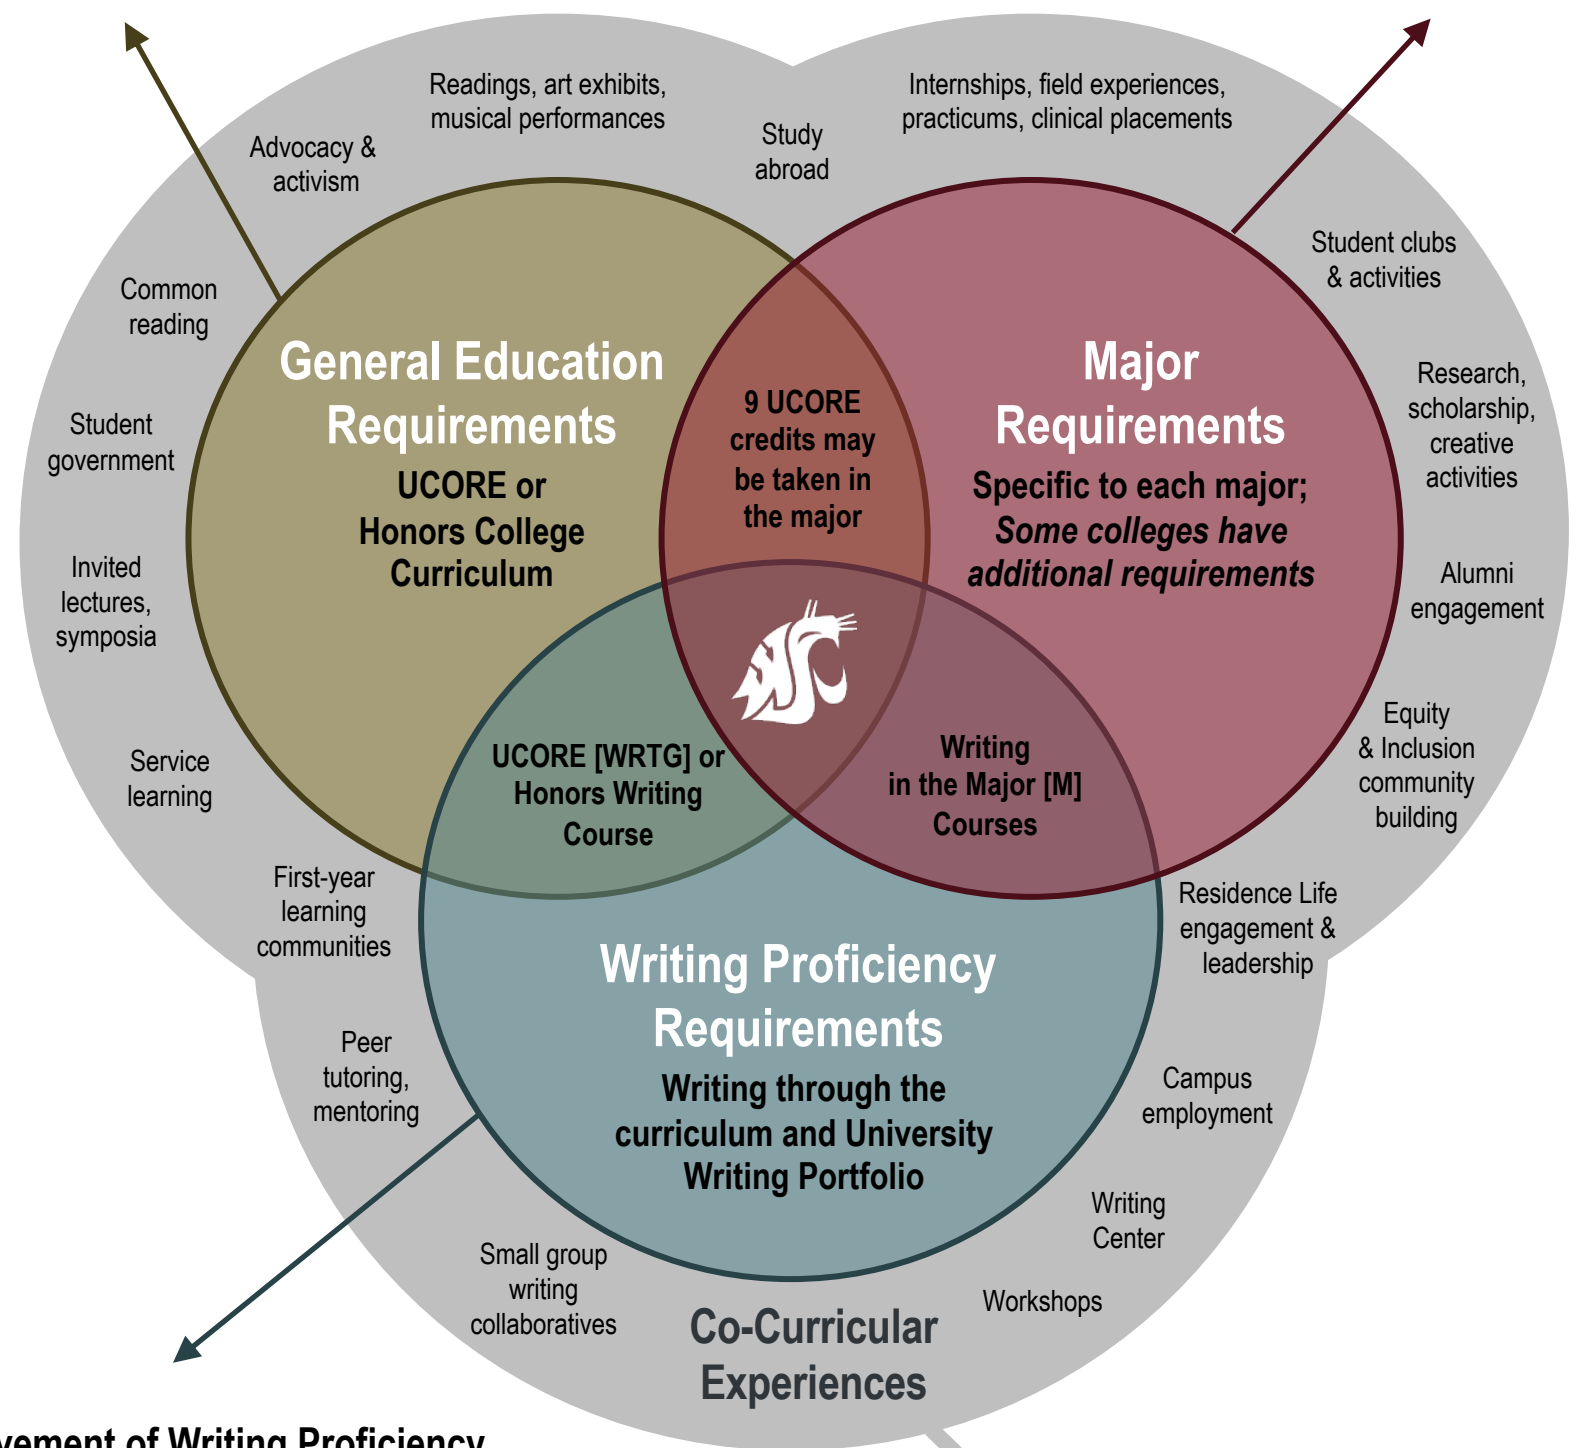 Readings, art exhibits,
musical performances
Internships, field experiences,
practicums, clinical placements
Study
abroad
Advocacy &
activism
Student clubs
& activities
Common
reading
General Education
Requirements
UCORE or
Honors College
Curriculum
9 UCORE
credits may
be taken in
the major
Major
Requirements
Specific to each major;
Some colleges have
additional requirements
Research,
scholarship,
creative
activities
Student
government
Invited
lectures,
symposia
Alumni
engagement
WSC
Equity
& Inclusion
community
building
Service
learning
UCORE [WRTG] or
Honors Writing
Course
Writing
in the Major [M]
Courses
First-year
learning
communities
Residence Life
engagement &
leadership
Writing Proficiency
Requirements
Writing through the
curriculum and University
Writing Portfolio
Peer
tutoring,
mentoring
Campus
employment
Writing
Center
Small group
writing
collaboratives
Workshops
Co-Curricular
Experiences
of Writing Proficiency